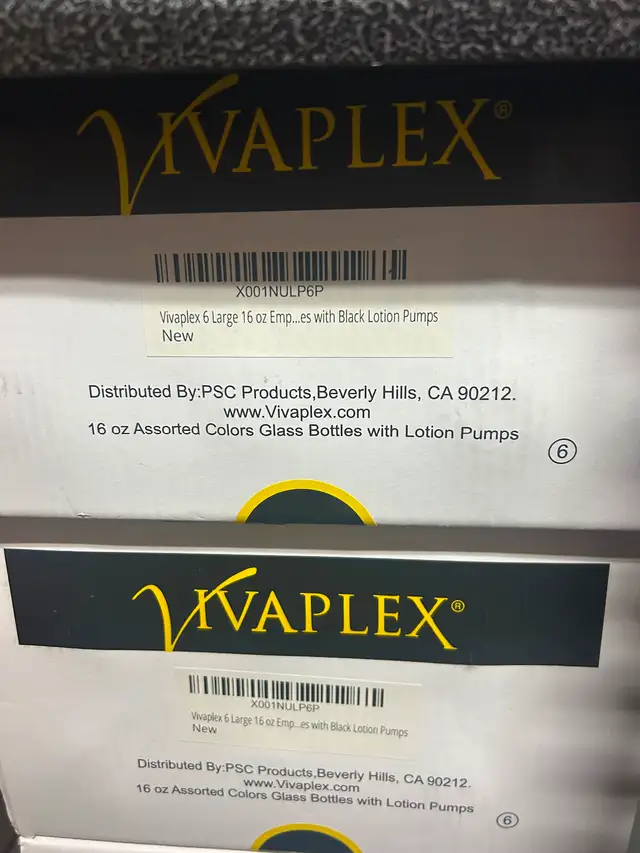 VIVAPLEX®
X001NULP6P
Vivaplex 6 Large 16 oz Emp...es with Black Lotion Pumps
New
Distributed By:PSC Products,Beverly Hills, CA 90212.
www.Vivaplex.com
16 oz Assorted Colors Glass Bottles with Lotion Pumps
6
VIVAPLEX®
X001NULP6P
Vivaplex 6 Large 16 oz Emp...es with Black Lotion Pumps
New
Distributed By:PSC Products,Beverly Hills, CA 90212.
www.Vivaplex.com
16 oz Assorted Colors Glass Bottles with Lotion Pumps
6